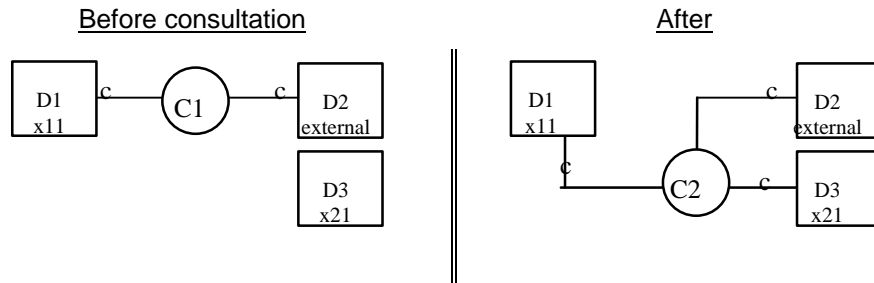 Before consultation
After
D1
x11
c
C1
c
D2
external
D3
x21
D1
x11
c
C2
c
D2
external
c
D3
x21